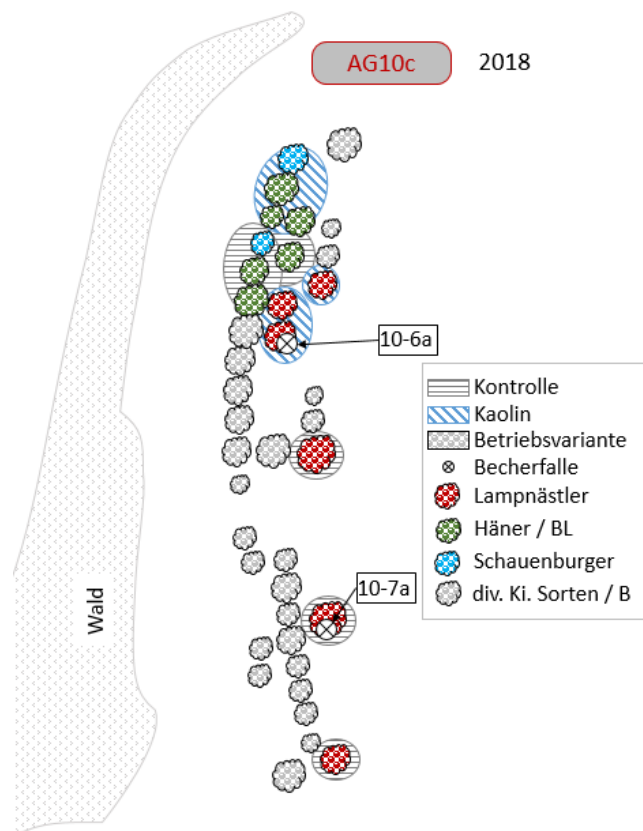 AG10c 2018
10-6a
Kontrolle
Kaolin
Betriebsvariante
Becherfalle
Lampnästler
Häner / BL
Schauenburger
div. Ki. Sorten / B
10-7a
Wald